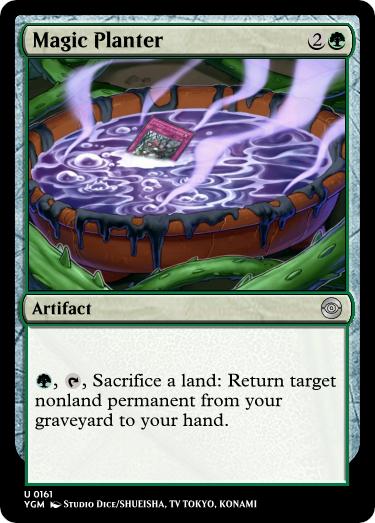 Magic Planter 2
Artifact
, , Sacrifice a land: Return target
nonland permanent from your
graveyard to your hand.
U 0161
YGM Studio Dice/SHUEISHA, TV TOKYO, KONAMI